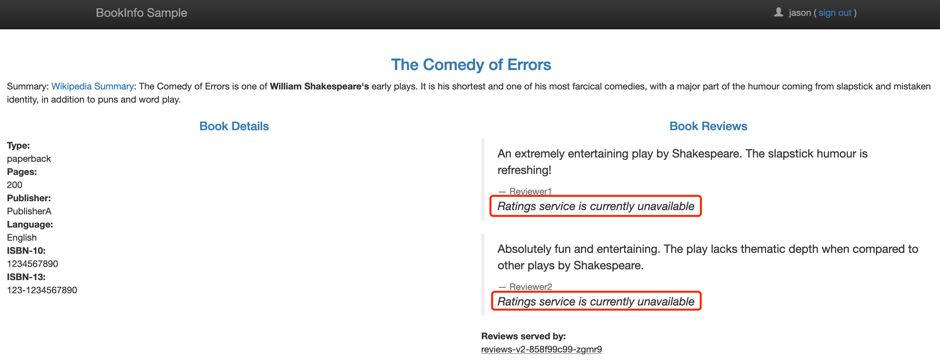 BookInfo Sample
jason ( sign out )
The Comedy of Errors
Summary: Wikipedia Summary: The Comedy of Errors is one of William Shakespeare's early plays. It is his shortest and one of his most farcical comedies, with a major part of the humour coming from slapstick and mistaken
identity, in addition to puns and word play.
Book Details
Type:
paperback
Pages:
200
Publisher:
PublisherA
Language:
English
ISBN-10:
1234567890
ISBN-13:
123-1234567890
Book Reviews
An extremely entertaining play by Shakespeare. The slapstick humour is
refreshing!
— Reviewer1
Ratings service is currently unavailable
Absolutely fun and entertaining. The play lacks thematic depth when compared to
other plays by Shakespeare.
— Reviewer2
Ratings service is currently unavailable
Reviews served by:
reviews-v2-858f99c99-zgmr9